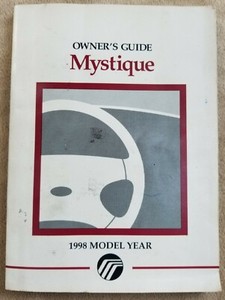 OWNER'S GUIDE
Mystique
1998 MODEL YEAR